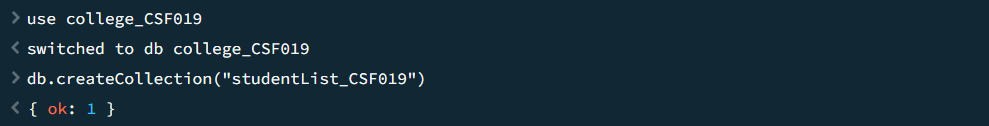 > use college_CSF019
< switched to db college_CSF019
> db.createCollection("studentList_CSF019")
< { ok: 1 }